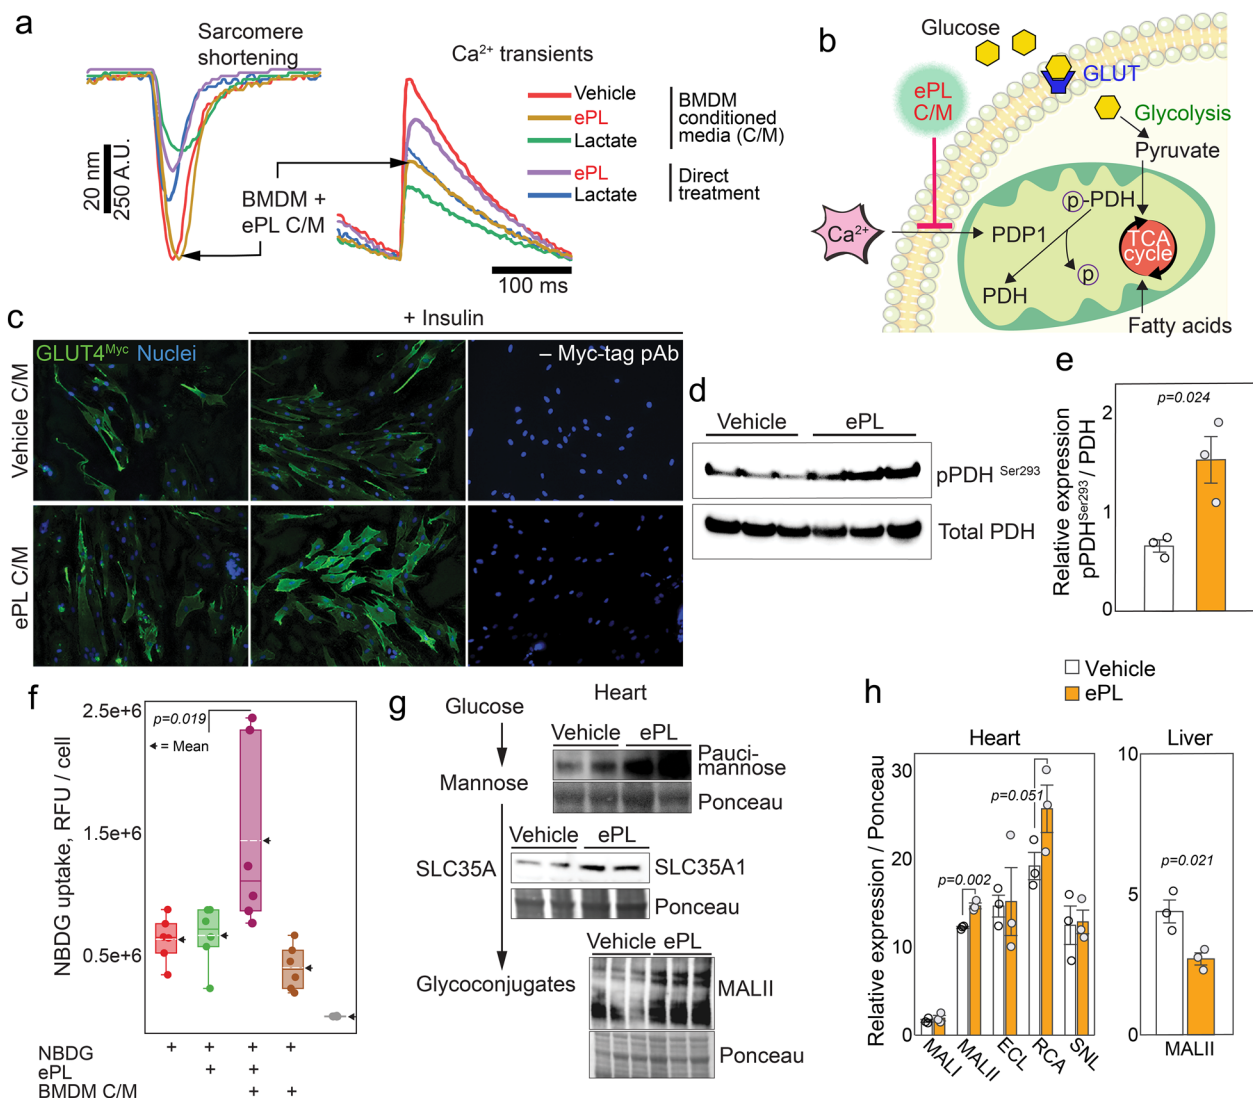 a
Sarcomere
shortening
Ca²⁺ transients
Vehicle
ePL
Lactate
BMDM
conditioned
media (C/M)
ePL
Lactate
Direct
treatment
20 nm
250 A.U.
BMDM +
ePL C/M
100 ms
b
Glucose
GLUT
ePL
C/M
Glycolysis
Pyruvate
p-PDH
Ca²⁺
PDP1
TCA
cycle
p
PDH
Fatty acids
c
+ Insulin
GLUT4ᴹʸᶜ Nuclei
– Myc-tag pAb
Vehicle C/M
ePL C/M
d
Vehicle ePL
pPDH Ser293
Total PDH
e
p=0.024
Relative expression
pPDHSer293 / PDH
2
1
0
f
NBDG uptake, RFU / cell
2.5e+6
1.5e+6
0.5e+6
p=0.019
= Mean
NBDG + + + +
ePL + +
BMDM C/M + +
g
Heart
Glucose
Mannose
SLC35A
Glycoconjugates
Vehicle ePL
Pauci-
mannose
Ponceau
Vehicle ePL
SLC35A1
Ponceau
Vehicle ePL
MALII
Ponceau
h
Vehicle
ePL
Heart
Relative expression / Ponceau
30
20
10
0
p=0.002
p=0.051
MALI
MALII
ECL
RCA
SNL
Liver
10
5
0
p=0.021
MALII